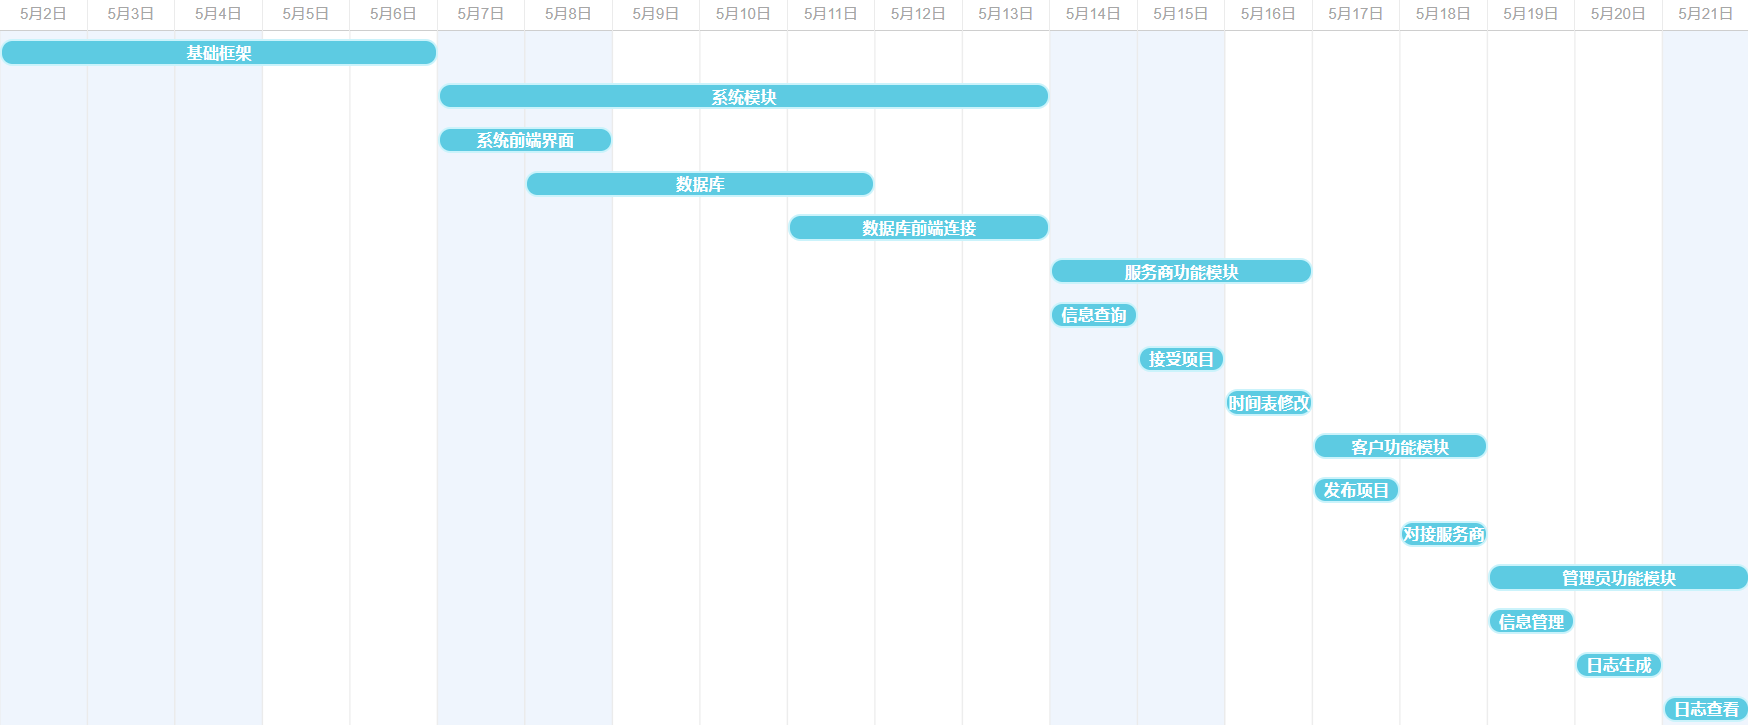 5月2日 5月3日 5月4日 5月5日 5月6日 5月7日 5月8日 5月9日 5月10日 5月11日 5月12日 5月13日 5月14日 5月15日 5月16日 5月17日 5月18日 5月19日 5月20日 5月21日
基础框架
系统模块
系统前端界面
数据库
数据库前端连接
服务商功能模块
信息查询
接受项目
时间表修改
客户功能模块
发布项目
对接服务商
管理员功能模块
信息管理
日志生成
日志查看